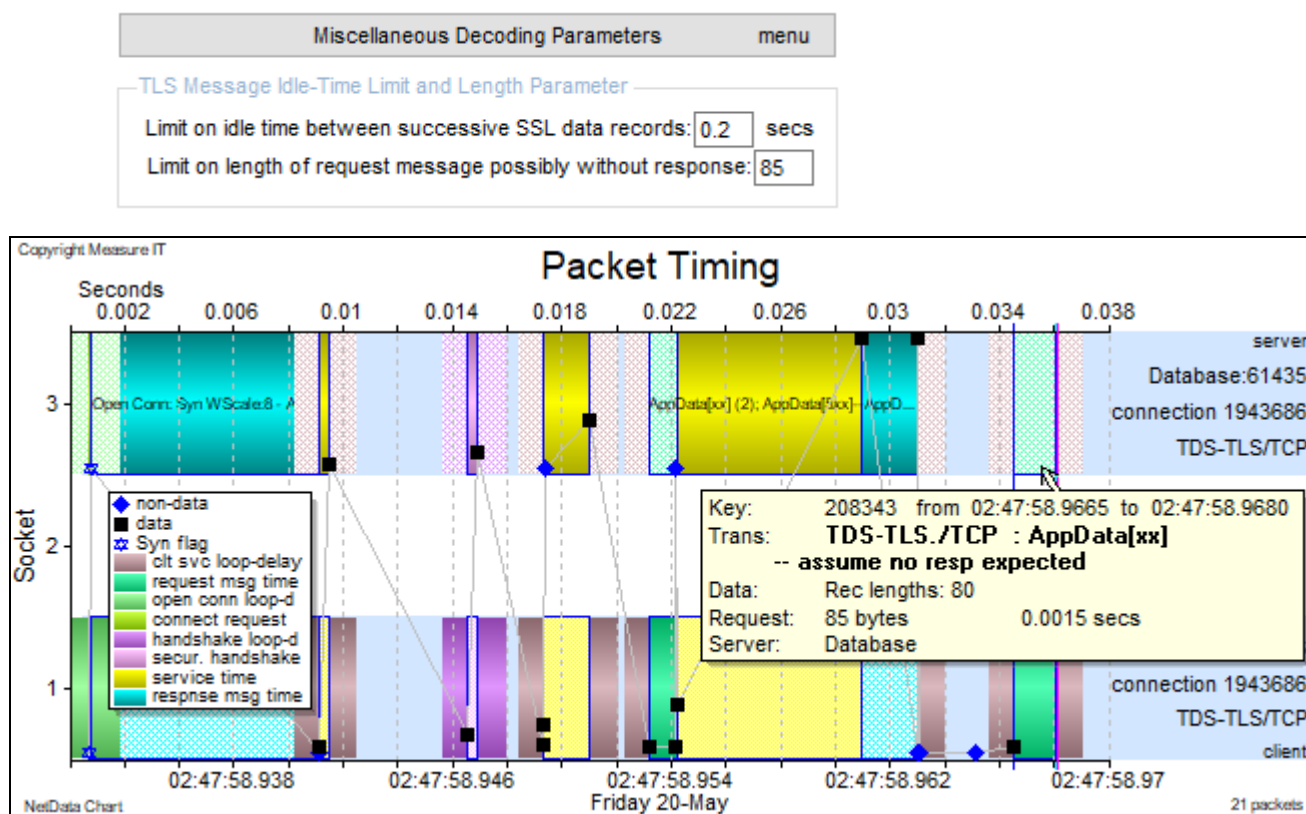 Miscellaneous Decoding Parameters menu
TLS Message Idle-Time Limit and Length Parameter
Limit on idle time between successive SSL data records: 0.2 secs
Limit on length of request message possibly without response: 85
Copyright Measure IT
Packet Timing
Seconds
0.002 0.006 0.01 0.014 0.018 0.022 0.026 0.03 0.034 0.038
server
Database:61435
connection 1943686
TDS-TLS/TCP
3
Open Conn: Syn WScale:8 - A
AppData[xx] (2); AppData[5xx]-- AppD...
non-data
data
Syn flag
clt svc loop-delay
request msg time
open conn loop-d
connect request
handshake loop-d
secur. handshake
service time
respnse msg time
Socket
2
Key: 208343 from 02:47:58.9665 to 02:47:58.9680
Trans: TDS-TLS./TCP : AppData[xx]
-- assume no resp expected
Data: Rec lengths: 80
Request: 85 bytes 0.0015 secs
Server: Database
1
connection 1943686
TDS-TLS/TCP
client
02:47:58.938 02:47:58.946 02:47:58.954 02:47:58.962 02:47:58.97
Friday 20-May
NetData Chart
21 packets